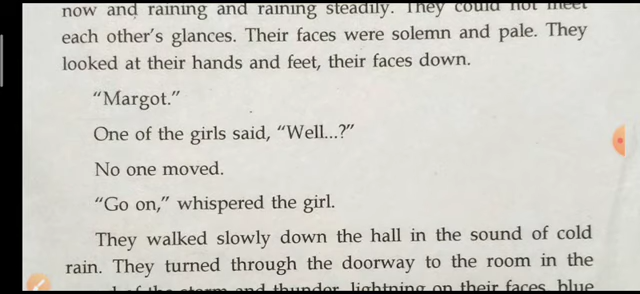 now and raining and raining steadily. They could not meet
each other's glances. Their faces were solemn and pale. They
looked at their hands and feet, their faces down.
"Margot."
One of the girls said, "Well...?"
No one moved.
"Go on," whispered the girl.
They walked slowly down the hall in the sound of cold
rain. They turned through the doorway to the room in the
of the storm and thunder, lightning on their faces, blue